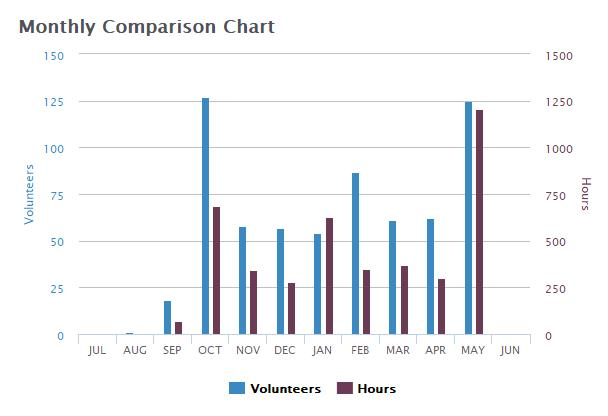 Monthly Comparison Chart
150 1500
125 1250
100 1000
75 750
50 500
25 250
0 0
Volunteers
Hours
JUL AUG SEP OCT NOV DEC JAN FEB MAR APR MAY JUN
Volunteers Hours